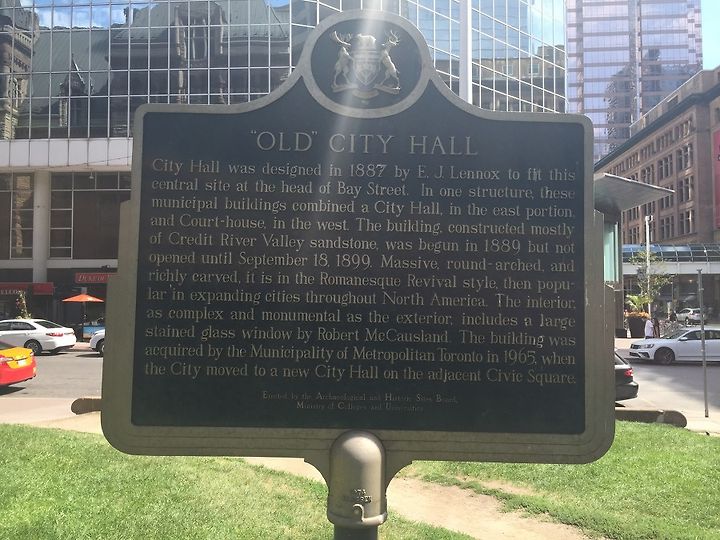 "OLD" CITY HALL
City Hall was designed in 1887 by E. J. Lennox to fit this
central site at the head of Bay Street. In one structure, these
municipal buildings combined a City Hall, in the east portion,
and Court-house, in the west. The building, constructed mostly
of Credit River Valley sandstone, was begun in 1889 but not
opened until September 18, 1899. Massive, round-arched, and
richly carved, it is in the Romanesque Revival style, then popu-
lar in expanding cities throughout North America. The interior,
as complex and monumental as the exterior, includes a large
stained glass window by Robert McCausland. The building was
acquired by the Municipality of Metropolitan Toronto in 1965, when
the City moved to a new City Hall on the adjacent Civic Square.
Erected by the Archaeological and Historic Sites Board,
Ministry of Colleges and Universities
DUKE OF